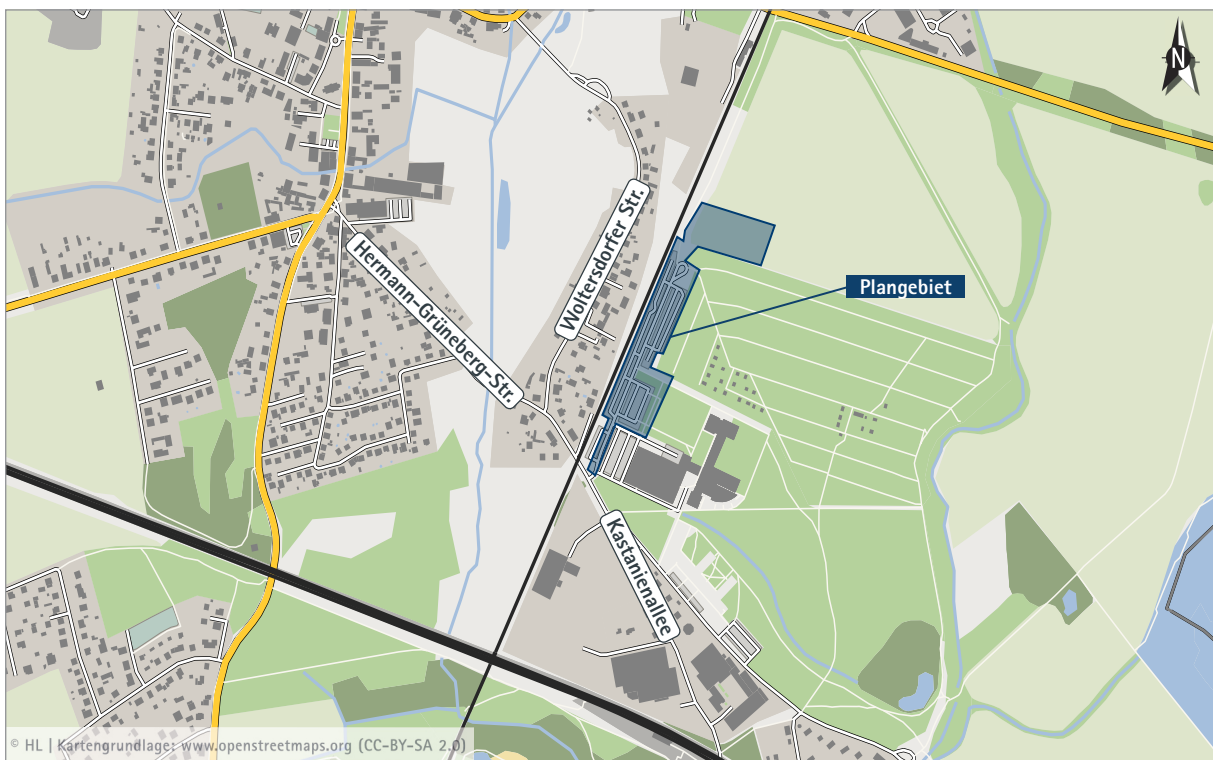 N
Woltersdorfer Str.
Hermann-Grüneberg-Str.
Plangebiet
Kastanienallee
© HL | Kartengrundlage: www.openstreetmaps.org (CC-BY-SA 2.0)